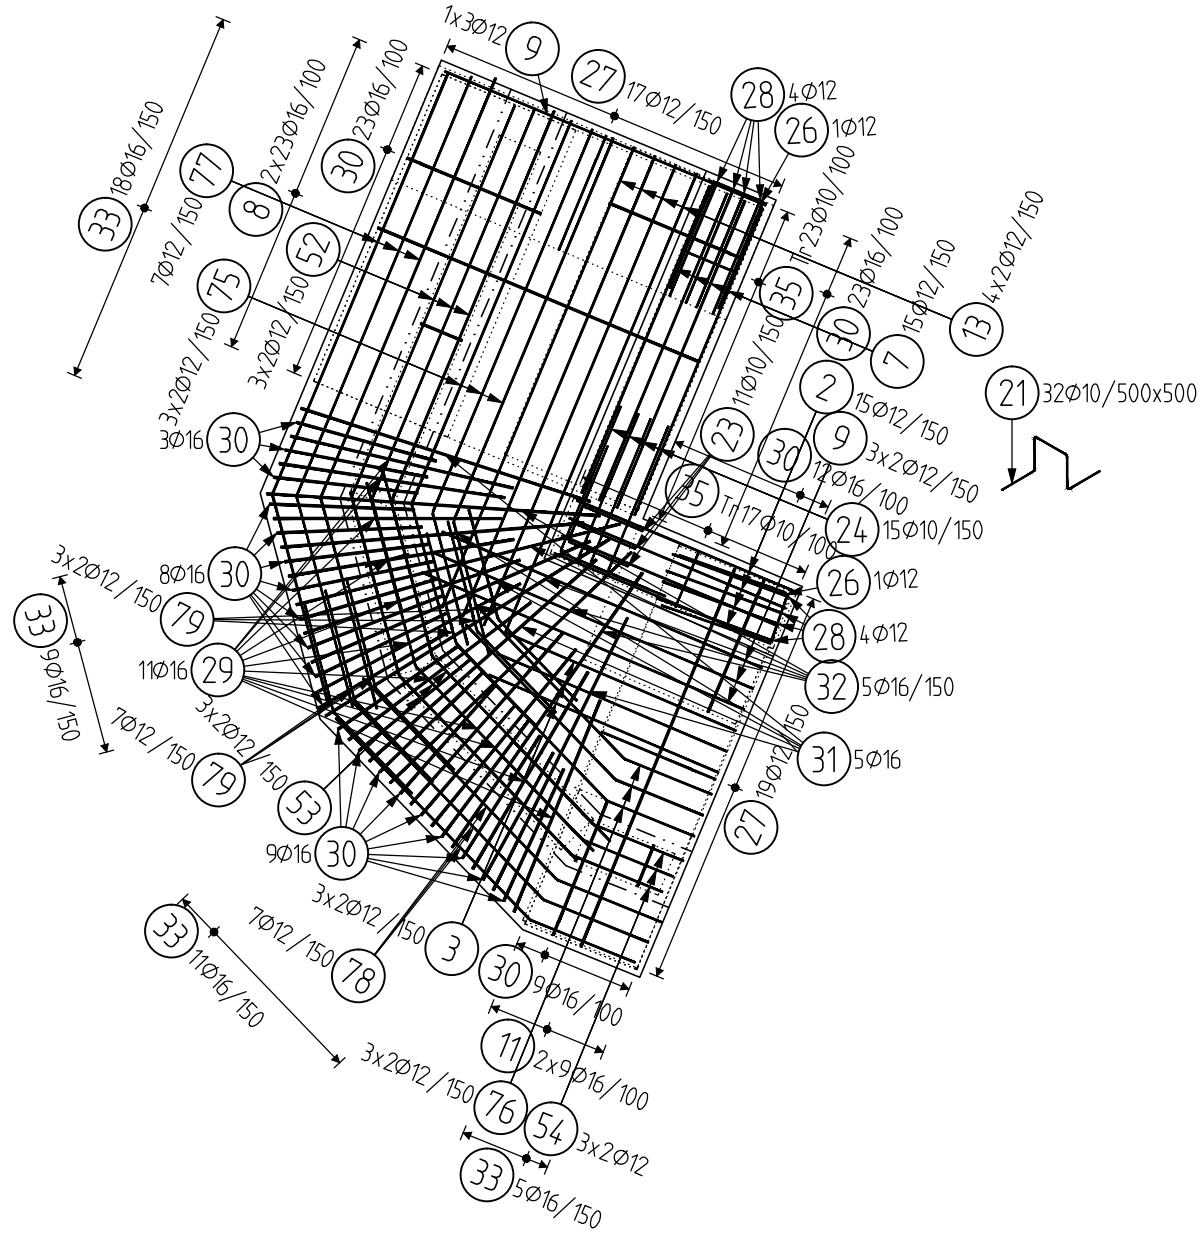 1x3Ø12
9
27
17Ø12/150
28
4Ø12
26
1Ø12
33
18Ø16/150
77
7Ø12/150
8
2x23Ø16/100
30
23Ø16/100
52
3x2Ø12/150
75
3x2Ø12/150
35
Tr23Ø10/100
30
23Ø16/100
7
15Ø12/150
13
4x2Ø12/150
21
32Ø10/500x500
2
15Ø12/150
9
3x2Ø12/150
23
11Ø10/150
30
12Ø16/100
35
Tr17Ø10/100
24
15Ø10/150
26
1Ø12
28
4Ø12
32
5Ø16/150
31
5Ø16
27
19Ø12/150
3Ø16
30
8Ø16
30
3x2Ø12/150
79
33
9Ø16/150
11Ø16
29
7Ø12/150
79
3x2Ø12/150
53
9Ø16
30
33
11Ø16/150
7Ø12/150
78
3x2Ø12/150
3
30
9Ø16/100
11
2x9Ø16/100
3x2Ø12/150
76
54
3x2Ø12
33
5Ø16/150